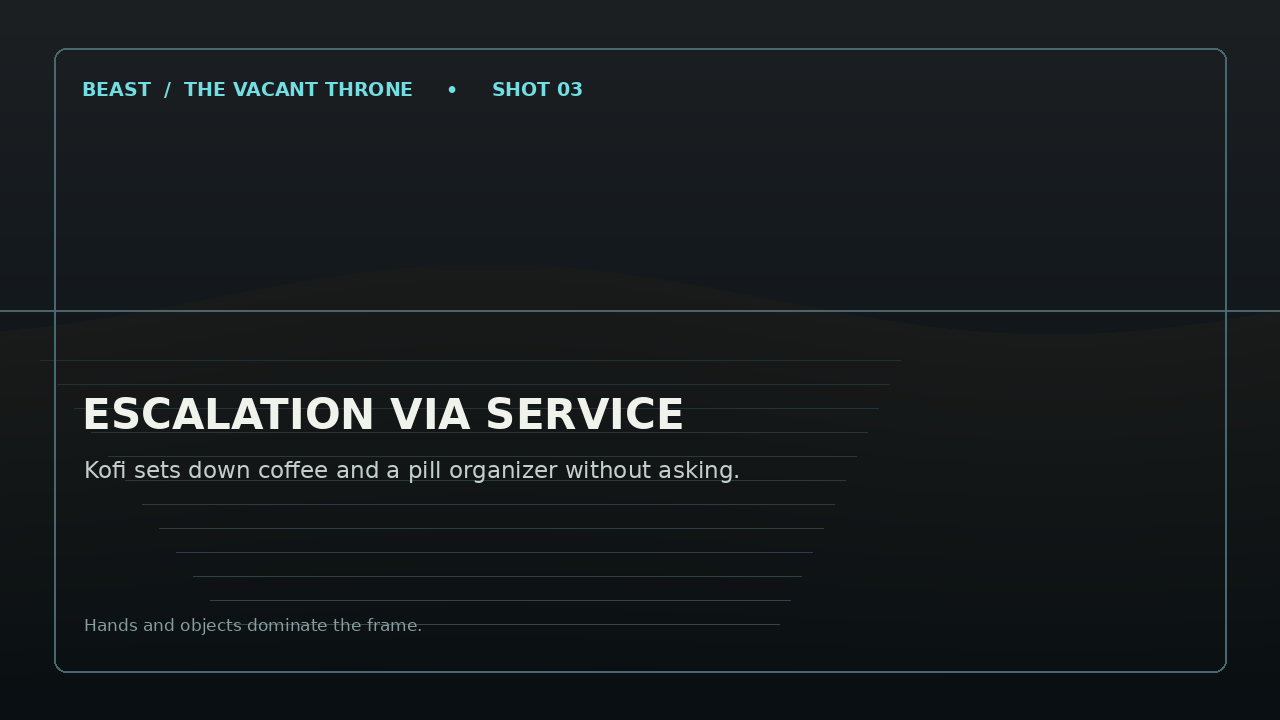 BEAST / THE VACANT THRONE • SHOT 03
ESCALATION VIA SERVICE
Kofi sets down coffee and a pill organizer without asking.
Hands and objects dominate the frame.